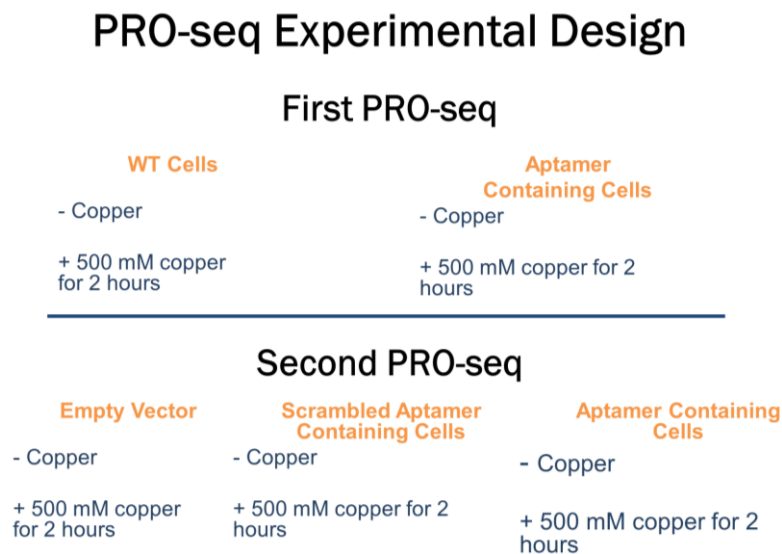 PRO-seq Experimental Design
First PRO-seq
WT Cells
- Copper
+ 500 mM copper
for 2 hours
Aptamer
Containing Cells
- Copper
+ 500 mM copper for 2
hours
Second PRO-seq
Empty Vector
- Copper
+ 500 mM copper
for 2 hours
Scrambled Aptamer
Containing Cells
- Copper
+ 500 mM copper for 2
hours
Aptamer Containing
Cells
- Copper
+ 500 mM copper for 2
hours